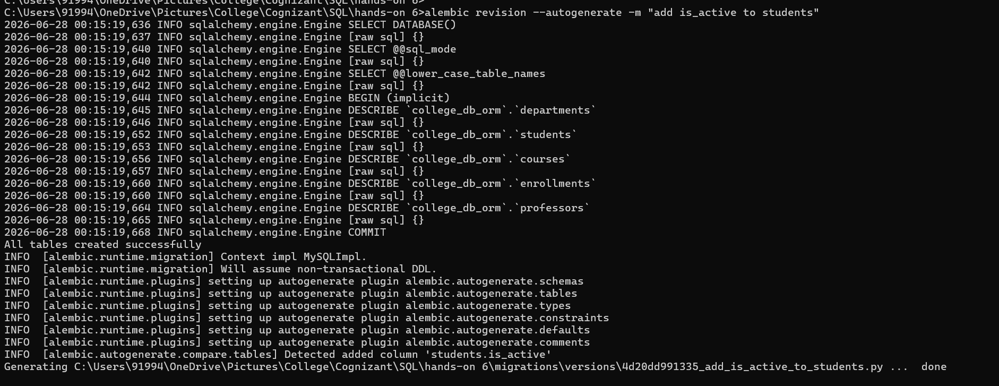 C:\Users\91994\OneDrive\Pictures\College\Cognizant\SQL\hands-on 6>
C:\Users\91994\OneDrive\Pictures\College\Cognizant\SQL\hands-on 6>alembic revision --autogenerate -m "add is_active to students"
2026-06-28 00:15:19,636 INFO sqlalchemy.engine.Engine SELECT DATABASE()
2026-06-28 00:15:19,637 INFO sqlalchemy.engine.Engine [raw sql] {}
2026-06-28 00:15:19,640 INFO sqlalchemy.engine.Engine SELECT @@sql_mode
2026-06-28 00:15:19,640 INFO sqlalchemy.engine.Engine [raw sql] {}
2026-06-28 00:15:19,642 INFO sqlalchemy.engine.Engine SELECT @@lower_case_table_names
2026-06-28 00:15:19,642 INFO sqlalchemy.engine.Engine [raw sql] {}
2026-06-28 00:15:19,644 INFO sqlalchemy.engine.Engine BEGIN (implicit)
2026-06-28 00:15:19,645 INFO sqlalchemy.engine.Engine DESCRIBE `college_db_orm`.`departments`
2026-06-28 00:15:19,646 INFO sqlalchemy.engine.Engine [raw sql] {}
2026-06-28 00:15:19,652 INFO sqlalchemy.engine.Engine DESCRIBE `college_db_orm`.`students`
2026-06-28 00:15:19,653 INFO sqlalchemy.engine.Engine [raw sql] {}
2026-06-28 00:15:19,656 INFO sqlalchemy.engine.Engine DESCRIBE `college_db_orm`.`courses`
2026-06-28 00:15:19,657 INFO sqlalchemy.engine.Engine [raw sql] {}
2026-06-28 00:15:19,660 INFO sqlalchemy.engine.Engine DESCRIBE `college_db_orm`.`enrollments`
2026-06-28 00:15:19,660 INFO sqlalchemy.engine.Engine [raw sql] {}
2026-06-28 00:15:19,664 INFO sqlalchemy.engine.Engine DESCRIBE `college_db_orm`.`professors`
2026-06-28 00:15:19,665 INFO sqlalchemy.engine.Engine [raw sql] {}
2026-06-28 00:15:19,668 INFO sqlalchemy.engine.Engine COMMIT
All tables created successfully
INFO  [alembic.runtime.migration] Context impl MySQLImpl.
INFO  [alembic.runtime.migration] Will assume non-transactional DDL.
INFO  [alembic.runtime.plugins] setting up autogenerate plugin alembic.autogenerate.schemas
INFO  [alembic.runtime.plugins] setting up autogenerate plugin alembic.autogenerate.tables
INFO  [alembic.runtime.plugins] setting up autogenerate plugin alembic.autogenerate.types
INFO  [alembic.runtime.plugins] setting up autogenerate plugin alembic.autogenerate.constraints
INFO  [alembic.runtime.plugins] setting up autogenerate plugin alembic.autogenerate.defaults
INFO  [alembic.runtime.plugins] setting up autogenerate plugin alembic.autogenerate.comments
INFO  [alembic.autogenerate.compare.tables] Detected added column 'students.is_active'
Generating C:\Users\91994\OneDrive\Pictures\College\Cognizant\SQL\hands-on 6\migrations\versions\4d20dd991335_add_is_active_to_students.py ...  done